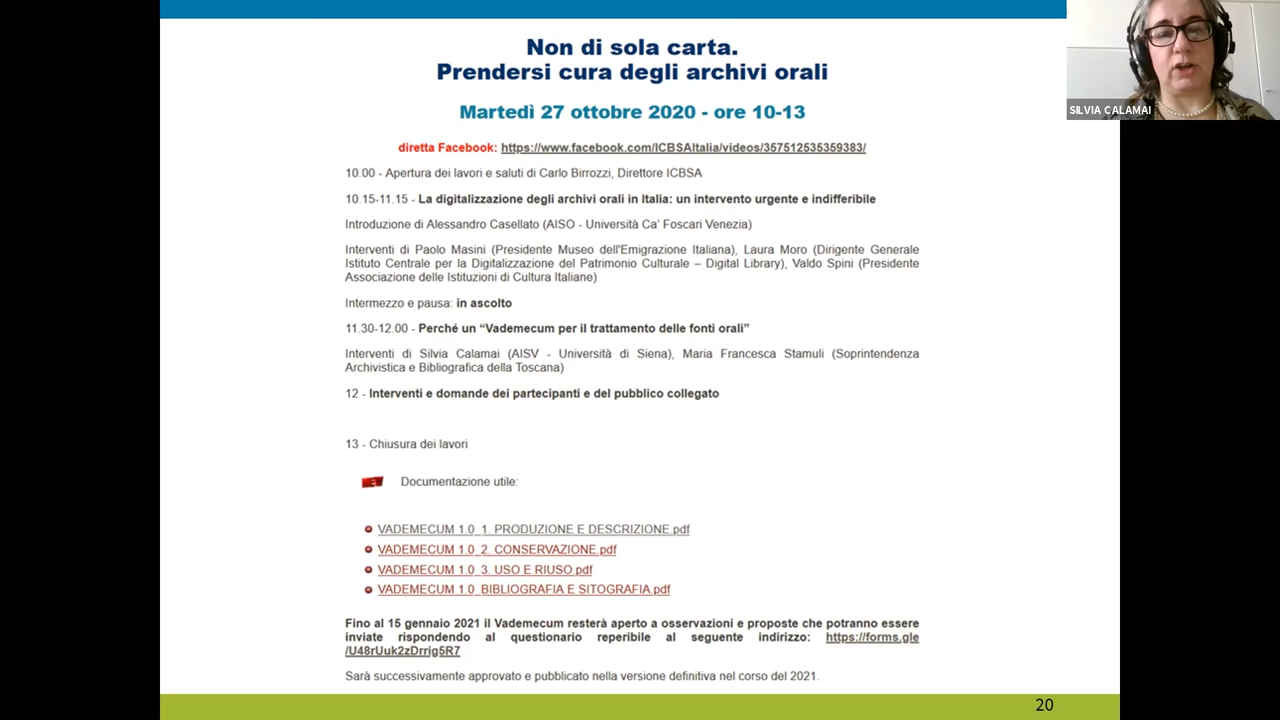 Non di sola carta.
Prendersi cura degli archivi orali
Martedì 27 ottobre 2020 - ore 10-13
diretta Facebook: https://www.facebook.com/ICBSAItalia/videos/357512535359383/
10.00 - Apertura dei lavori e saluti di Carlo Birrozzi, Direttore ICBSA
10.15-11.15 - La digitalizzazione degli archivi orali in Italia: un intervento urgente e indifferibile
Introduzione di Alessandro Casellato (AISO - Università Ca' Foscari Venezia)
Interventi di Paolo Masini (Presidente Museo dell'Emigrazione Italiana), Laura Moro (Dirigente Generale
Istituto Centrale per la Digitalizzazione del Patrimonio Culturale – Digital Library), Valdo Spini (Presidente
Associazione delle Istituzioni di Cultura Italiane)
Intermezzo e pausa: in ascolto
11.30-12.00 - Perché un “Vademecum per il trattamento delle fonti orali”
Interventi di Silvia Calamai (AISV - Università di Siena), Maria Francesca Stamuli (Soprintendenza
Archivistica e Bibliografica della Toscana)
12 - Interventi e domande dei partecipanti e del pubblico collegato
13 - Chiusura dei lavori
NEW Documentazione utile:
VADEMECUM 1.0_1. PRODUZIONE E DESCRIZIONE.pdf
VADEMECUM 1.0_2. CONSERVAZIONE.pdf
VADEMECUM 1.0_3. USO E RIUSO.pdf
VADEMECUM 1.0_BIBLIOGRAFIA E SITOGRAFIA.pdf
Fino al 15 gennaio 2021 il Vademecum resterà aperto a osservazioni e proposte che potranno essere
inviate rispondendo al questionario reperibile al seguente indirizzo: https://forms.gle
/U48rUuk2zDrrig5R7
Sarà successivamente approvato e pubblicato nella versione definitiva nel corso del 2021.
20
SILVIA CALAMAI